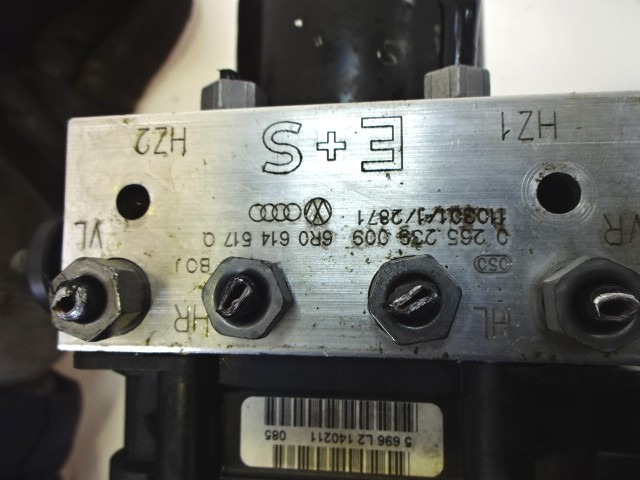 HZ1 HZ2
E+S
110301/1/2871
0 265 239 009 6R0 614 517 Q
VR VL
BOJ
HL HR
5 696 L2 140211
085